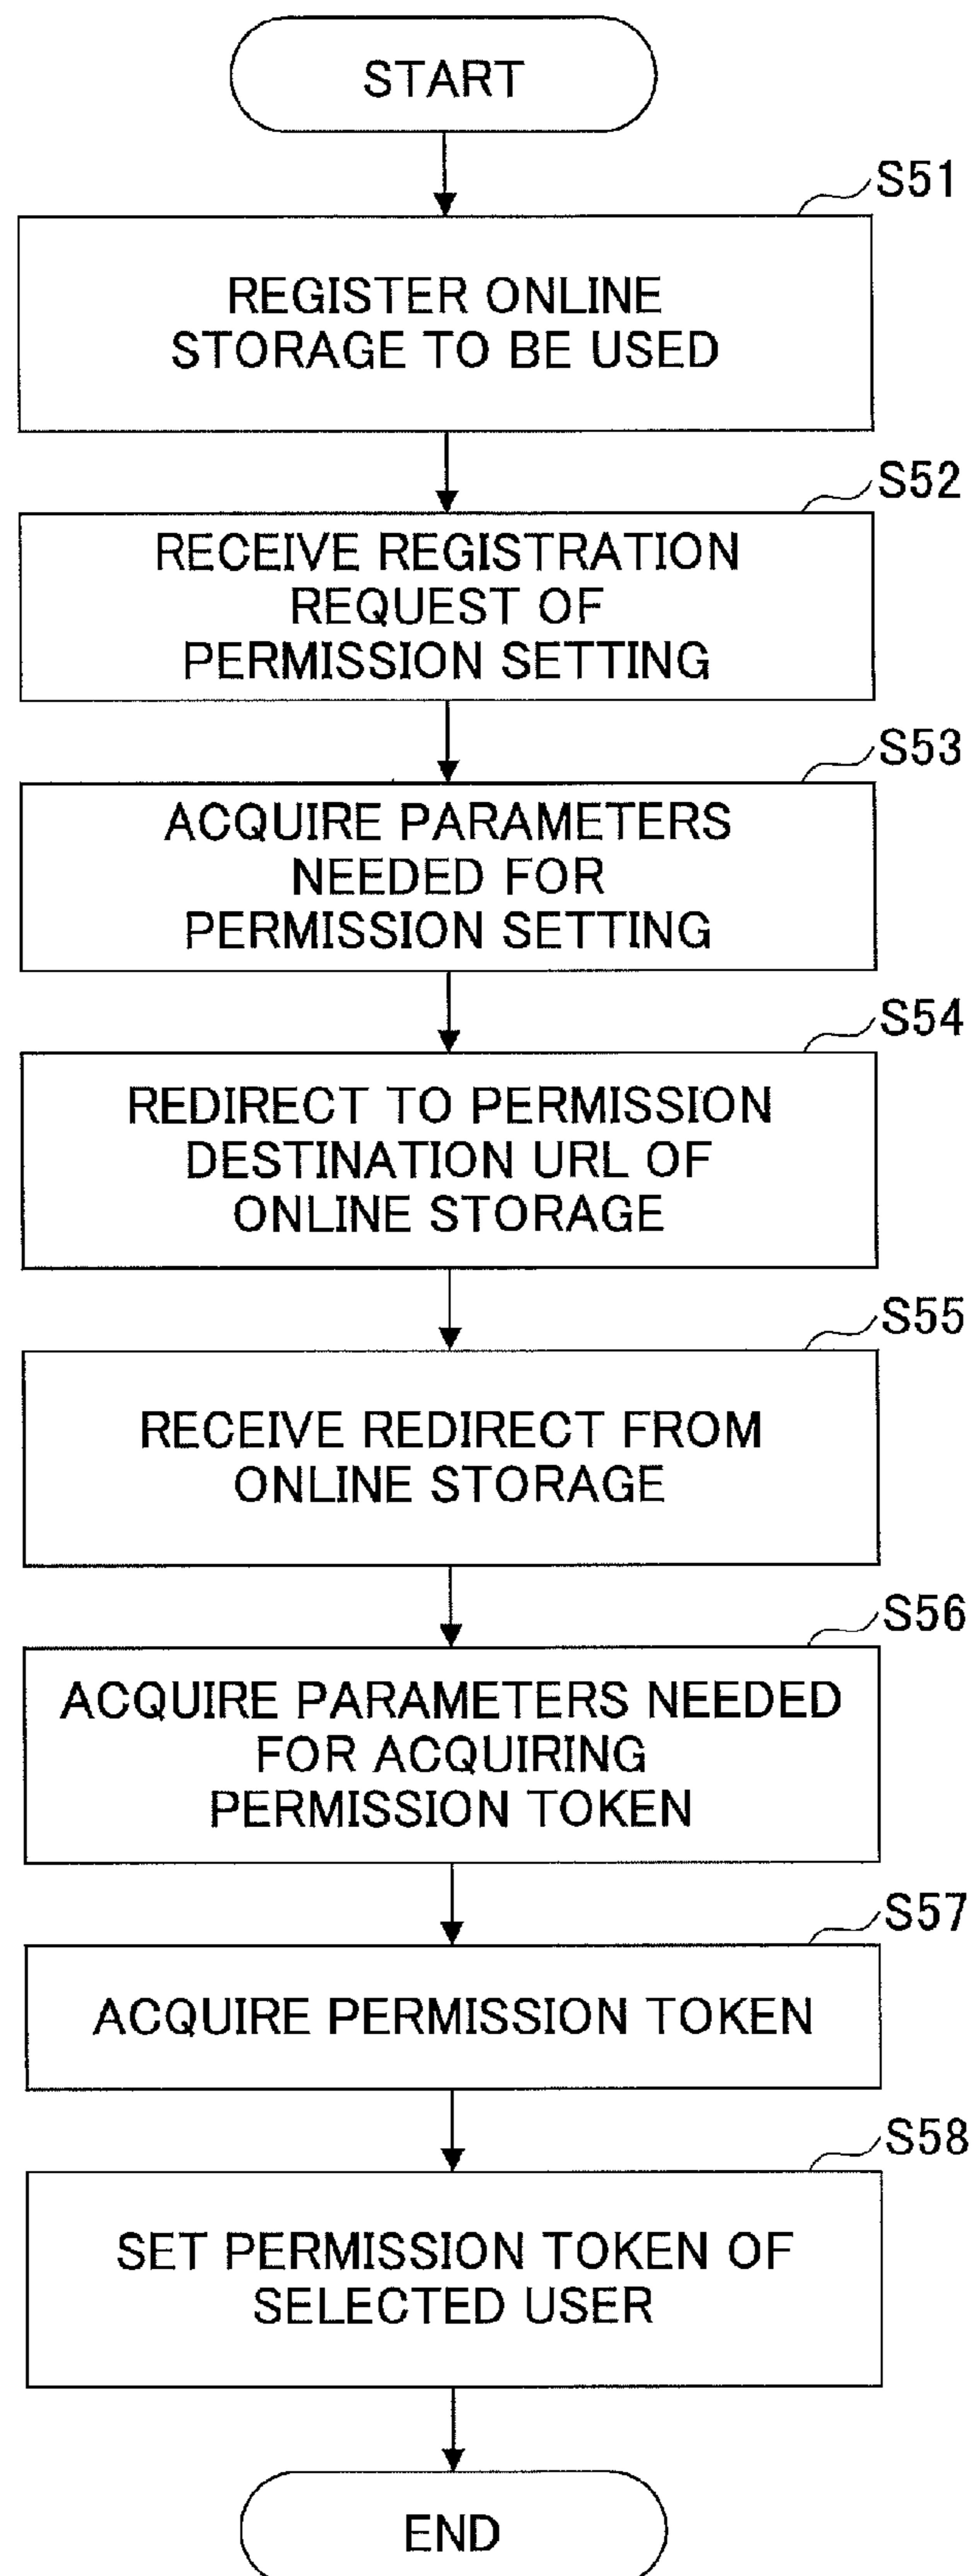 START
S51
REGISTER ONLINE
STORAGE TO BE USED
S52
RECEIVE REGISTRATION
REQUEST OF
PERMISSION SETTING
S53
ACQUIRE PARAMETERS
NEEDED FOR
PERMISSION SETTING
S54
REDIRECT TO PERMISSION
DESTINATION URL OF
ONLINE STORAGE
S55
RECEIVE REDIRECT FROM
ONLINE STORAGE
S56
ACQUIRE PARAMETERS NEEDED
FOR ACQUIRING
PERMISSION TOKEN
S57
ACQUIRE PERMISSION TOKEN
S58
SET PERMISSION TOKEN OF
SELECTED USER
END